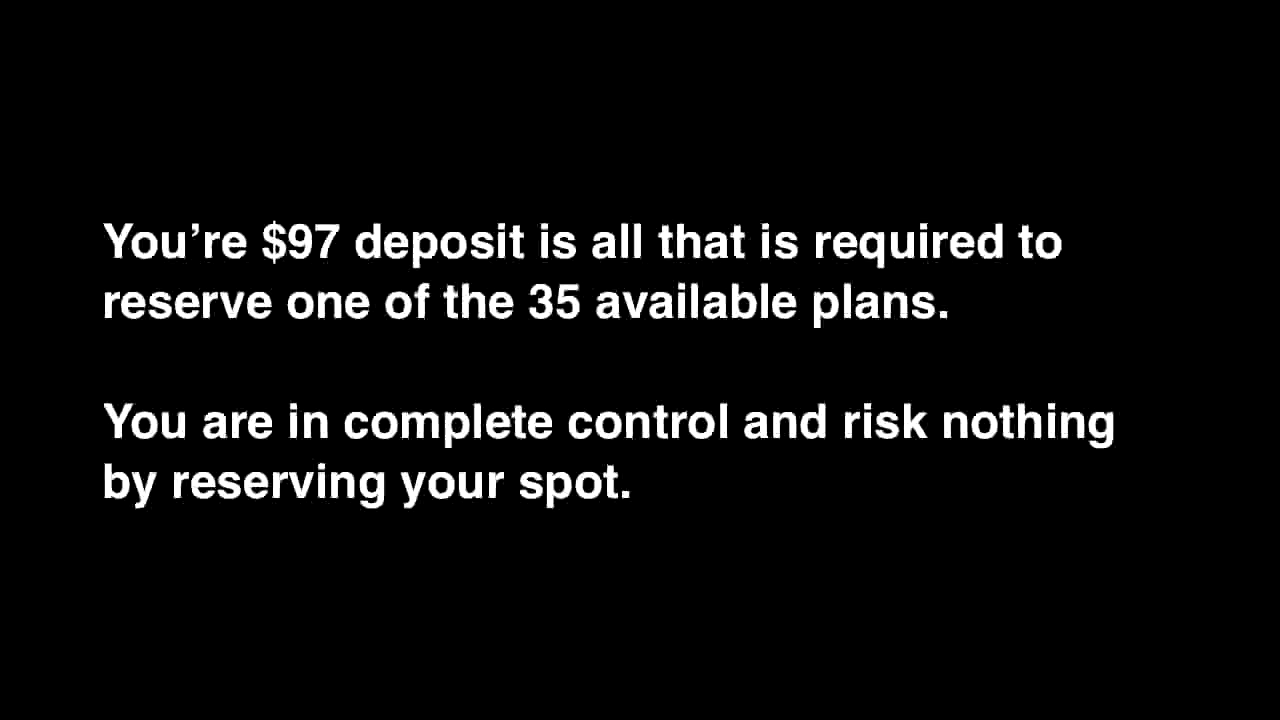 You’re $97 deposit is all that is required to
reserve one of the 35 available plans.
You are in complete control and risk nothing
by reserving your spot.